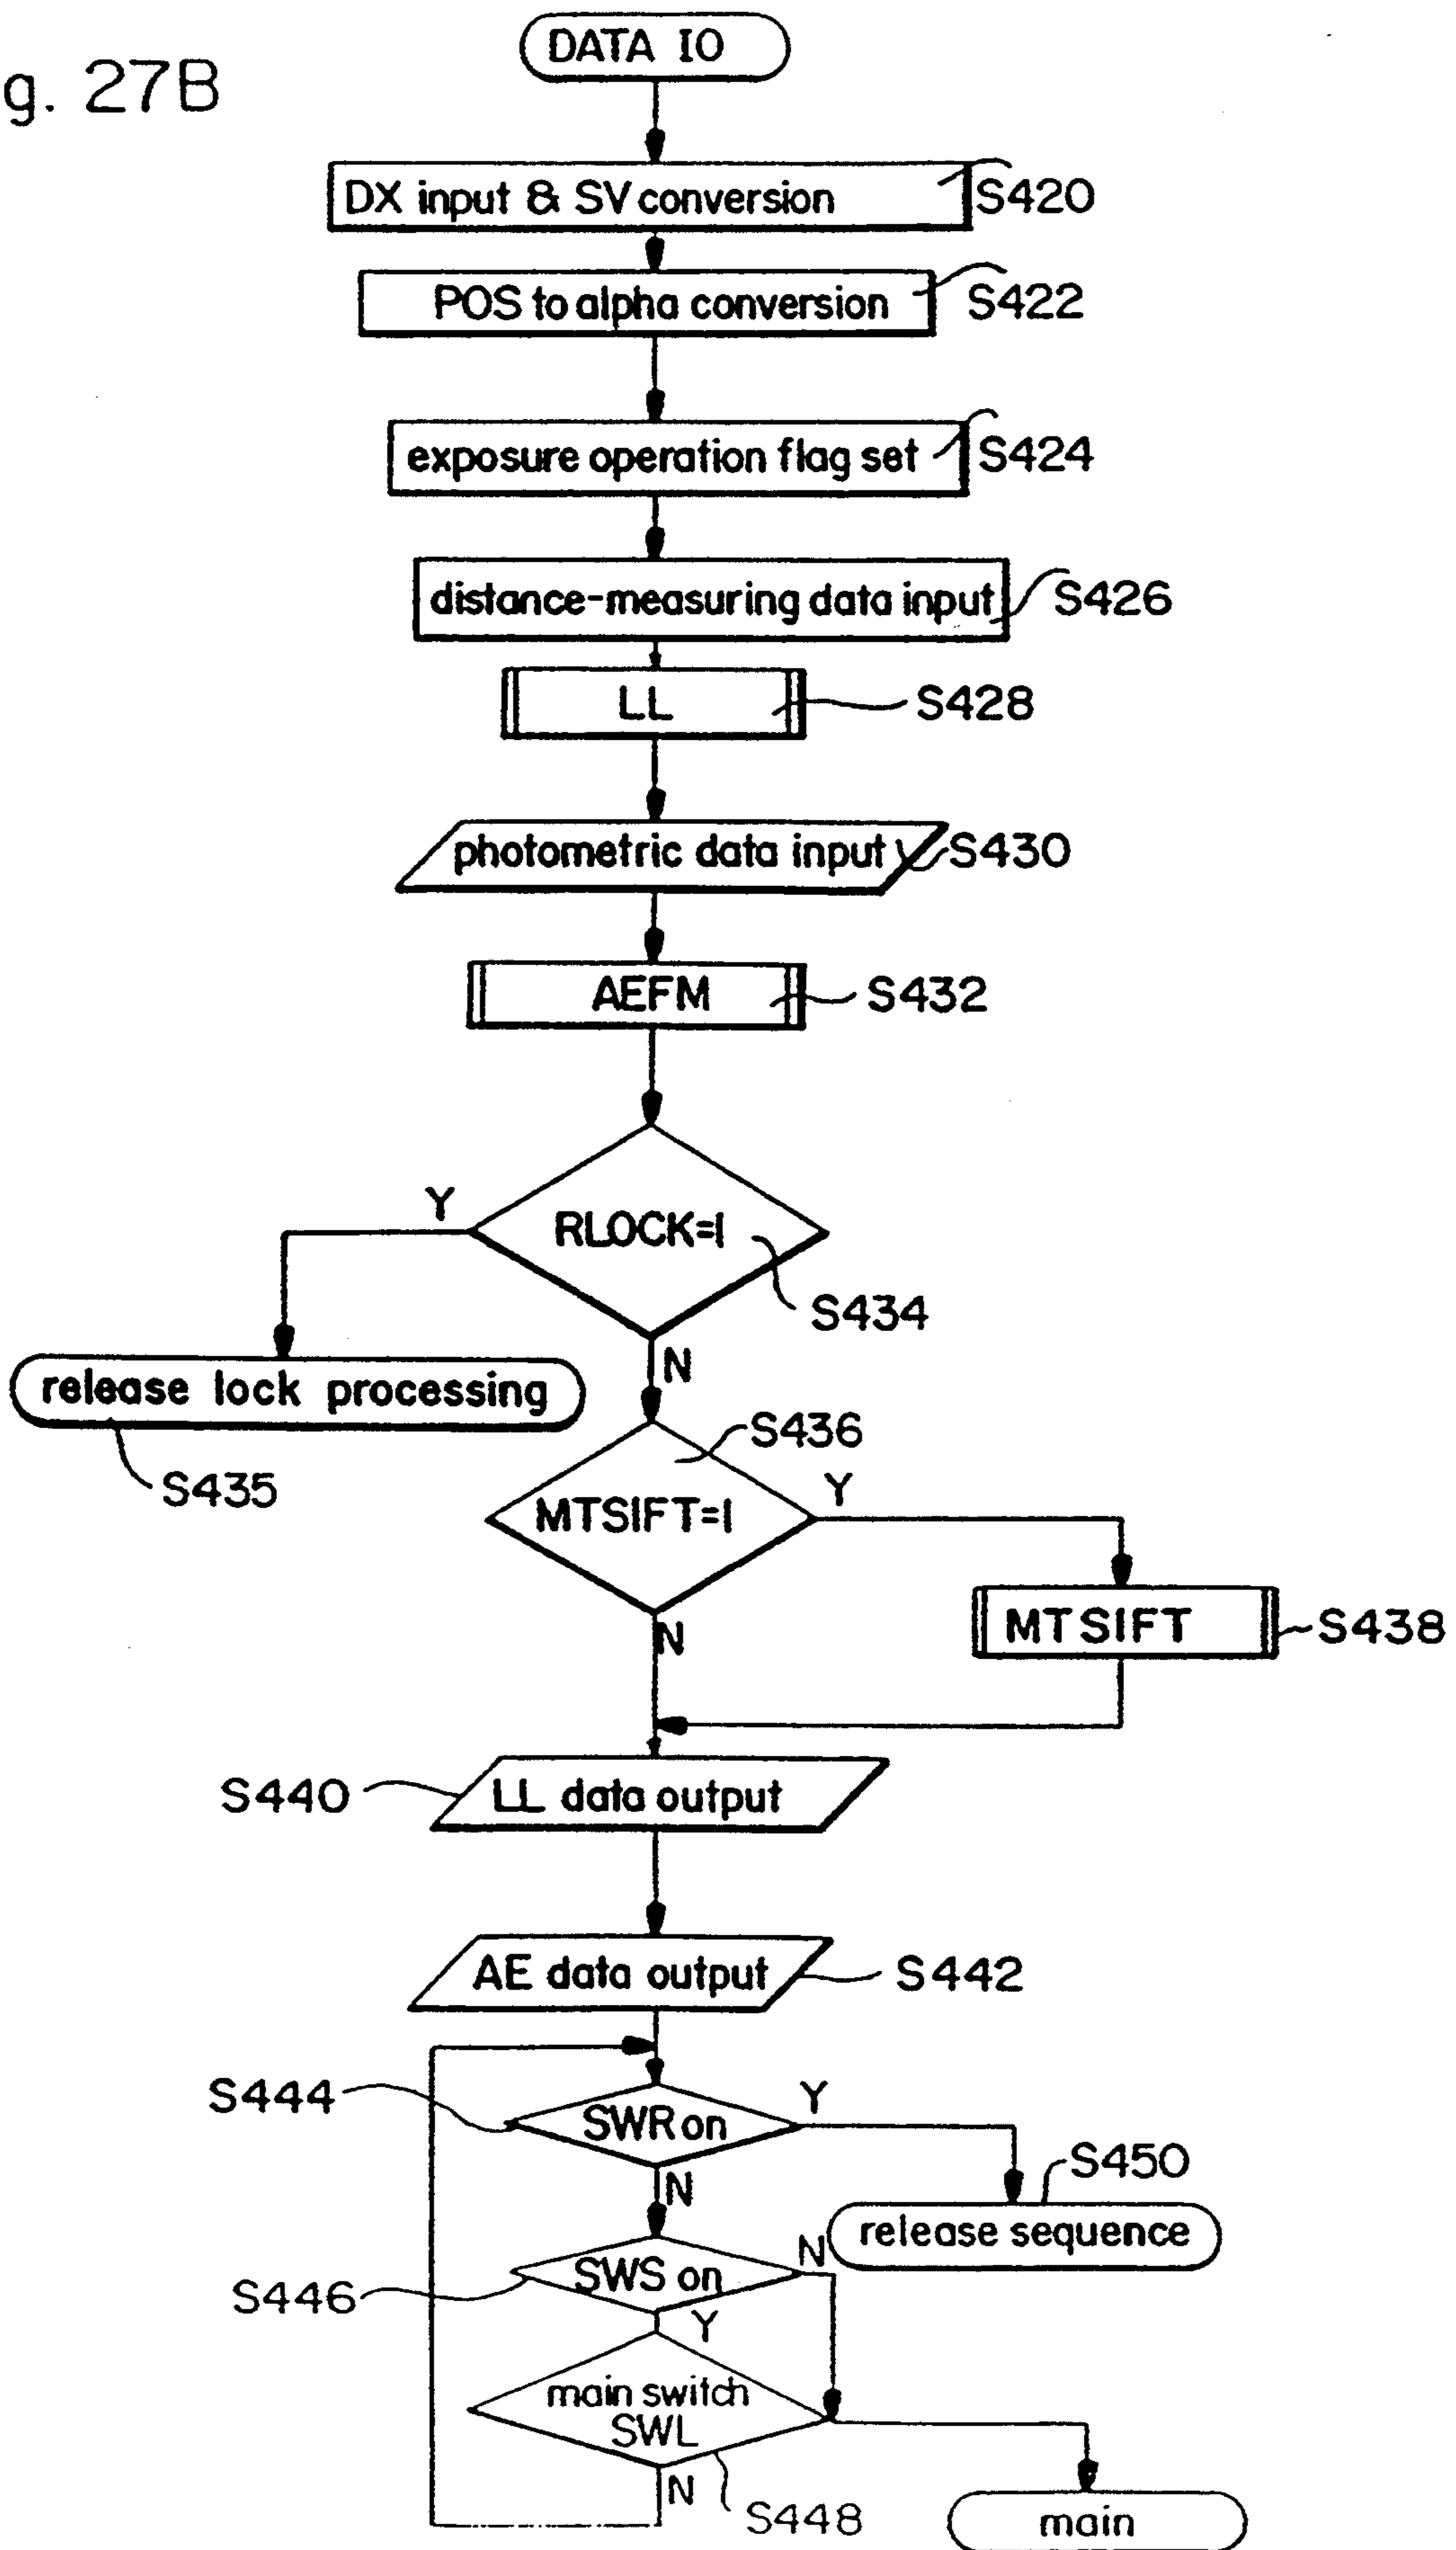 DATA IO
g. 27B
DX input & SV conversion
S420
POS to alpha conversion
S422
exposure operation flag set
S424
distance-measuring data input
S426
LL
S428
photometric data input
S430
AEFM
S432
Y
RLOCK=1
S434
N
release lock processing
S435
S436
MTSIFT=1
Y
N
MTSIFT
S438
S440
LL data output
AE data output
S442
S444
SWR on
Y
N
S450
release sequence
S446
SWS on
N
Y
main switch
SWL
N
S448
main